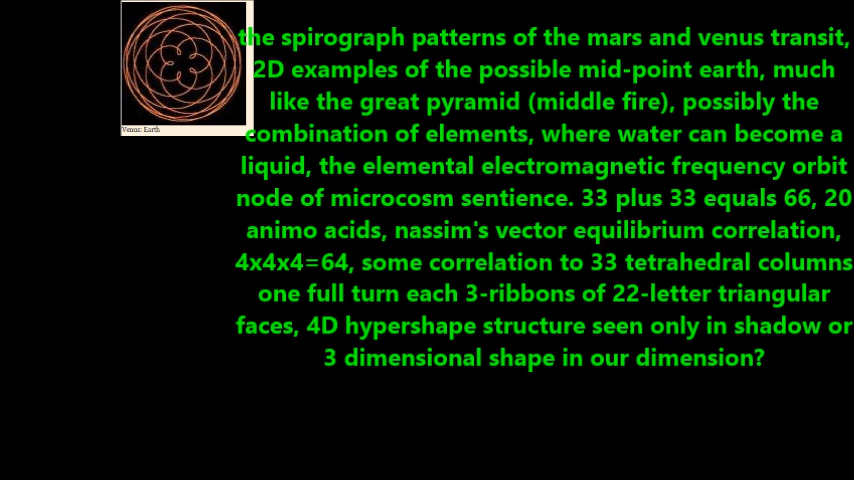 the spirograph patterns of the mars and venus transit,
2D examples of the possible mid-point earth, much
like the great pyramid (middle fire), possibly the
combination of elements, where water can become a
liquid, the elemental electromagnetic frequency orbit
node of microcosm sentience. 33 plus 33 equals 66, 20
animo acids, nassim's vector equilibrium correlation,
4x4x4=64, some correlation to 33 tetrahedral columns
one full turn each 3-ribbons of 22-letter triangular
faces, 4D hypershape structure seen only in shadow or
3 dimensional shape in our dimension?
Venus: Earth